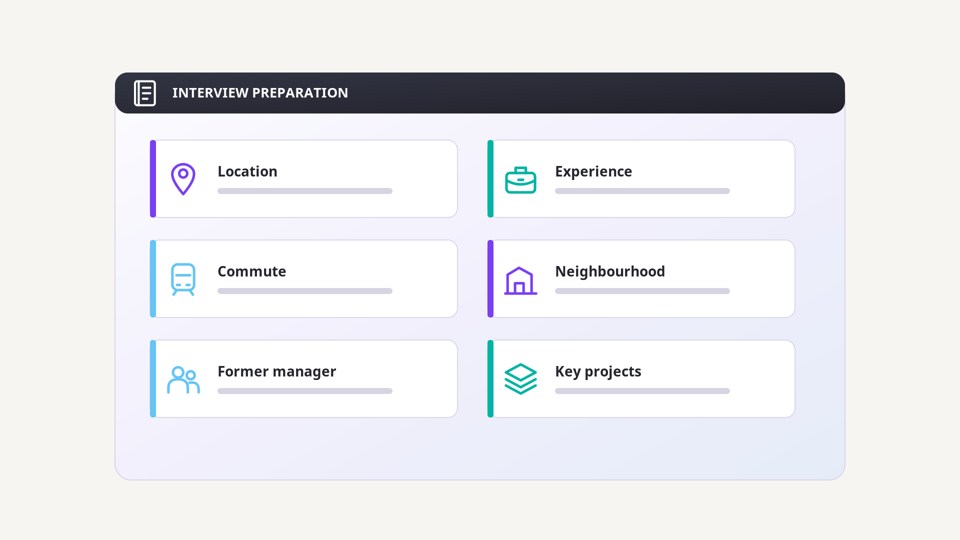 INTERVIEW PREPARATION
Location
Experience
Commute
Neighbourhood
Former manager
Key projects